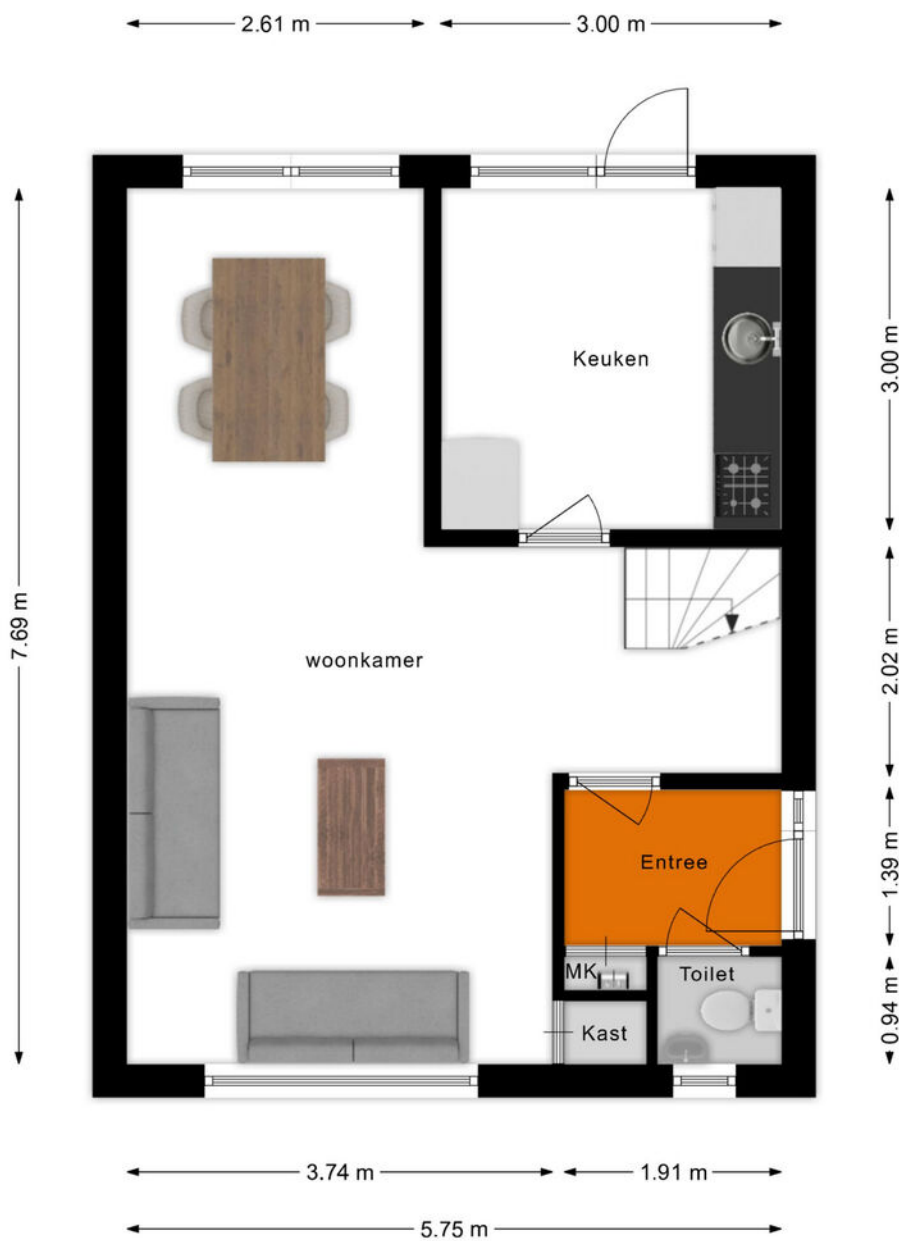 2.61 m
3.00 m
Keuken
3.00 m
7.69 m
woonkamer
2.02 m
Entree
1.39 m
MK
Toilet
Kast
0.94 m
3.74 m
1.91 m
5.75 m